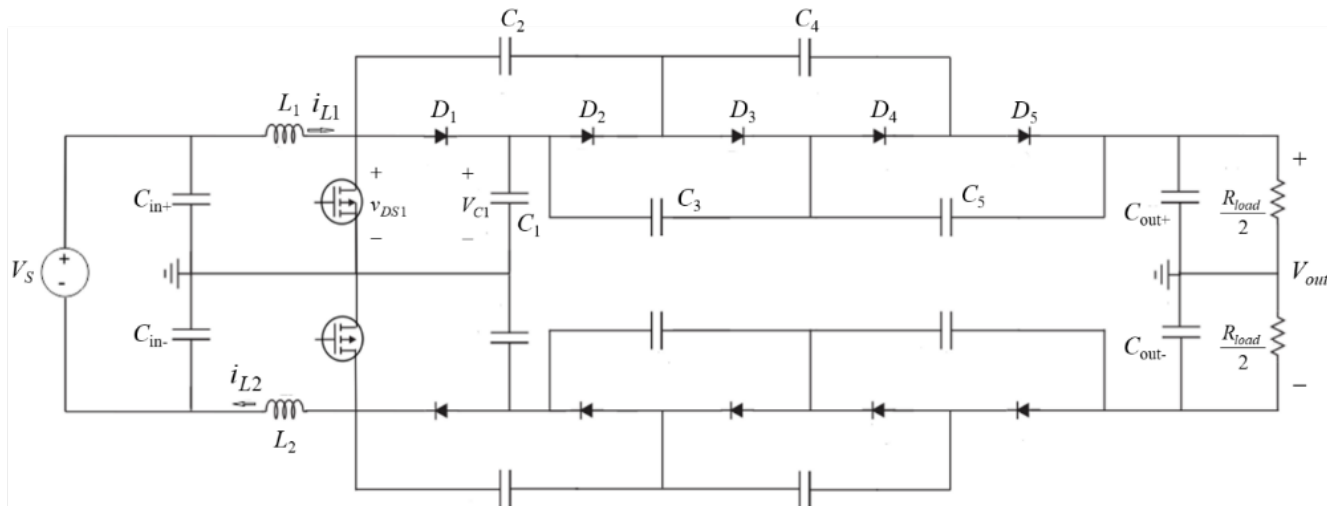 C2 C4
L1 iL1 D1 D2 D3 D4 D5
+ + +
Cin+ vDS1 VC1 C3 C5 Cout+ Rload/2
− − C1
VS + - Vout
Cin- Cout- Rload/2
iL2 −
L2